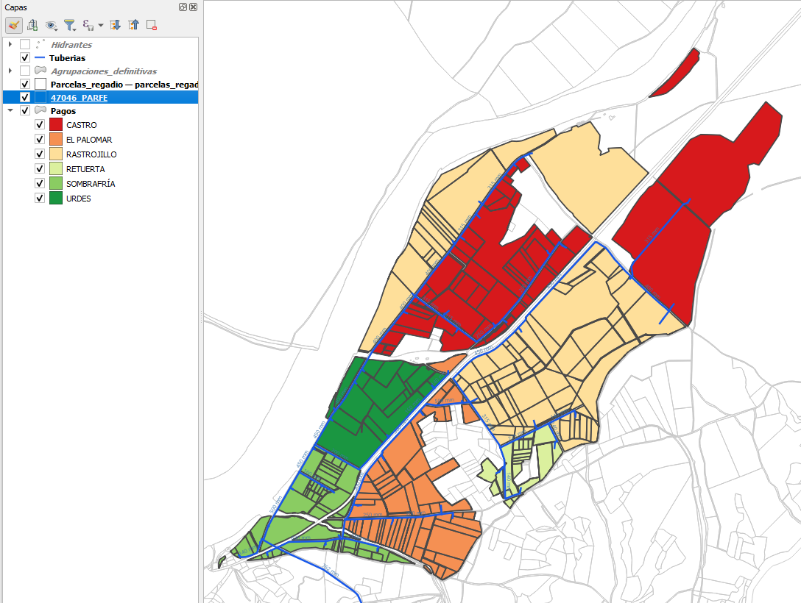 Capas
Hidrantes
Tuberias
Agrupaciones_definitivas
Parcelas_regadio — parcelas_regad
47046_PARFE
Pagos
CASTRO
EL PALOMAR
RASTROJILLO
RETUERTA
SOMBRAFRÍA
URDES